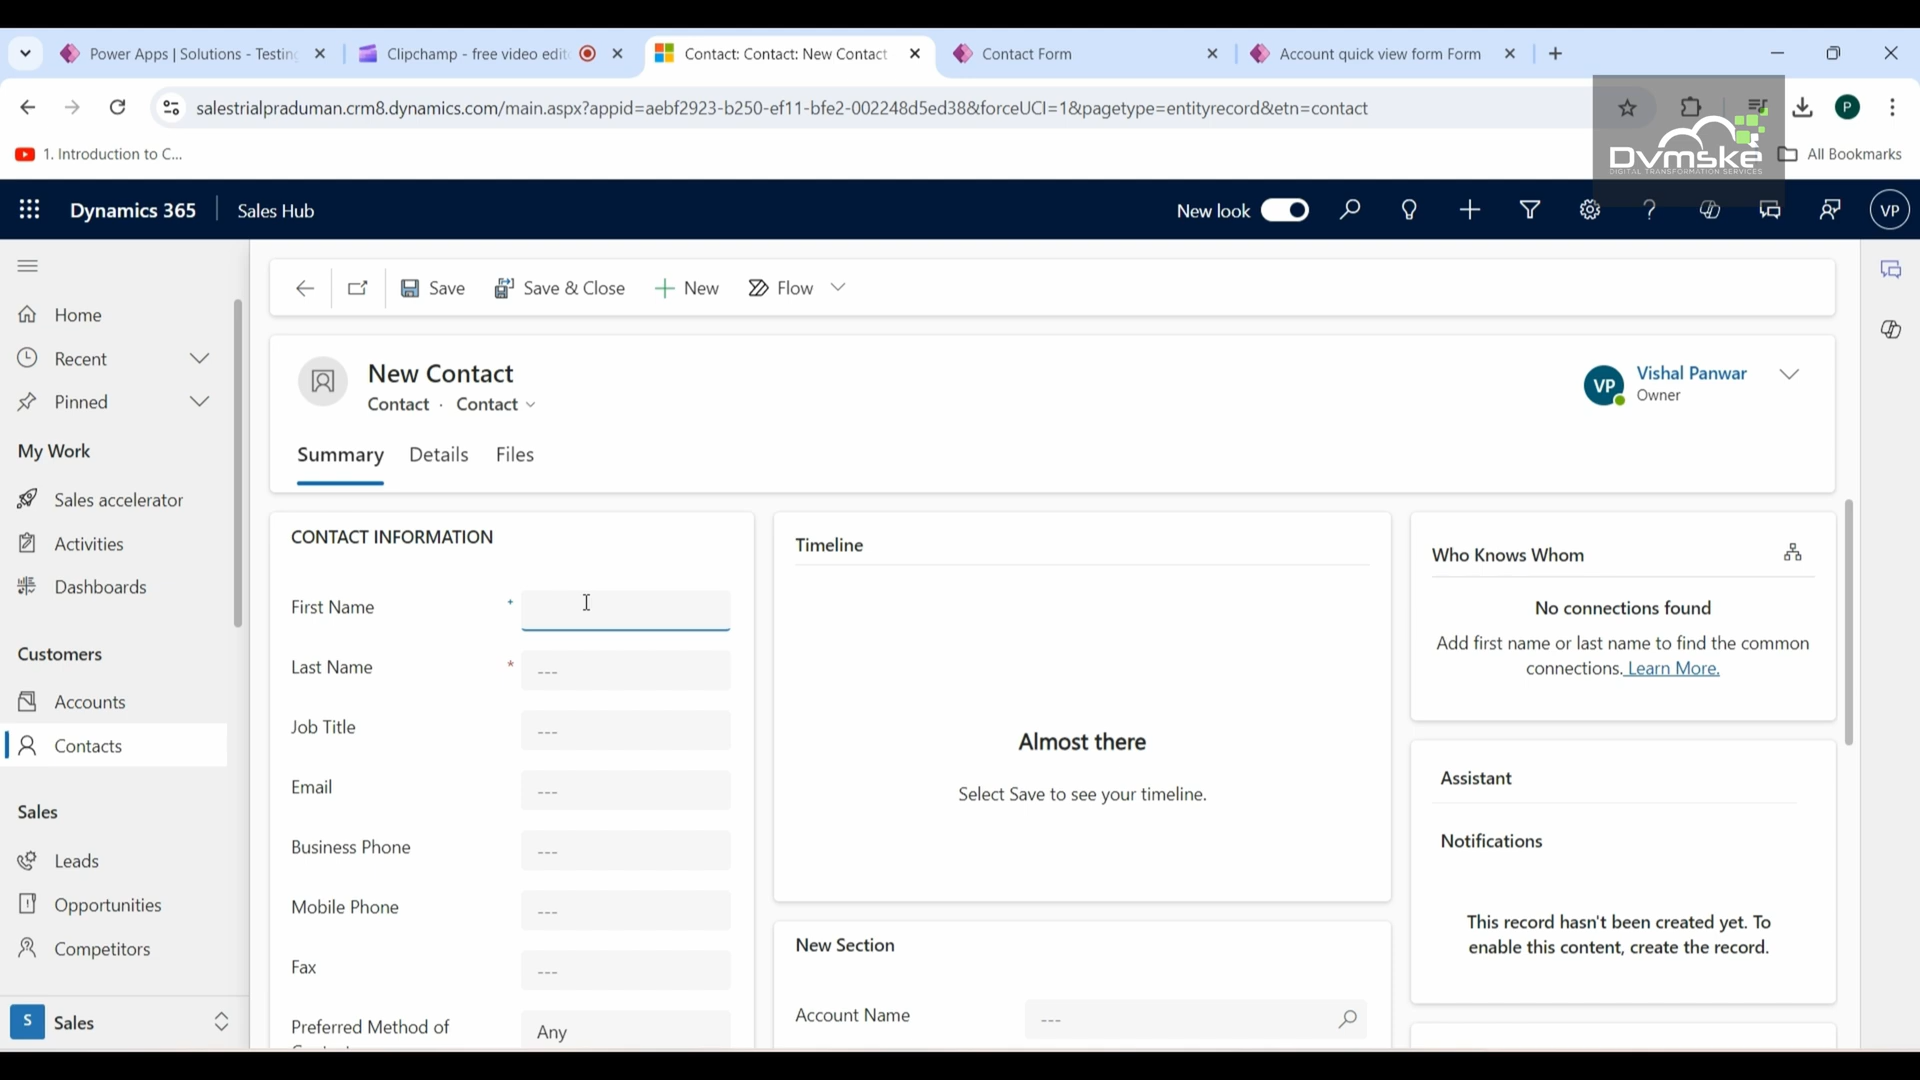 Power Apps | Solutions - Testing
Clipchamp - free video edit
Contact: Contact: New Contact
Contact Form
Account quick view form Form
salestrialpraduman.crm8.dynamics.com/main.aspx?appid=aebf2923-b250-ef11-bfe2-002248d5ed38&forceUCI=1&pagetype=entityrecord&etn=contact
P
1. Introduction to C...
All Bookmarks
Dvmske
DIGITAL TRANSFORMATION SERVICES
Dynamics 365
Sales Hub
New look
VP
Save
Save & Close
New
Flow
Home
Recent
Pinned
My Work
Sales accelerator
Activities
Dashboards
Customers
Accounts
Contacts
Sales
Leads
Opportunities
Competitors
S
Sales
New Contact
Contact · Contact
VP
Vishal Panwar
Owner
Summary
Details
Files
CONTACT INFORMATION
First Name
*
Last Name
*
---
Job Title
---
Email
---
Business Phone
---
Mobile Phone
---
Fax
---
Preferred Method of
Any
Timeline
Almost there
Select Save to see your timeline.
New Section
Account Name
---
Who Knows Whom
No connections found
Add first name or last name to find the common
connections. Learn More.
Assistant
Notifications
This record hasn't been created yet. To
enable this content, create the record.